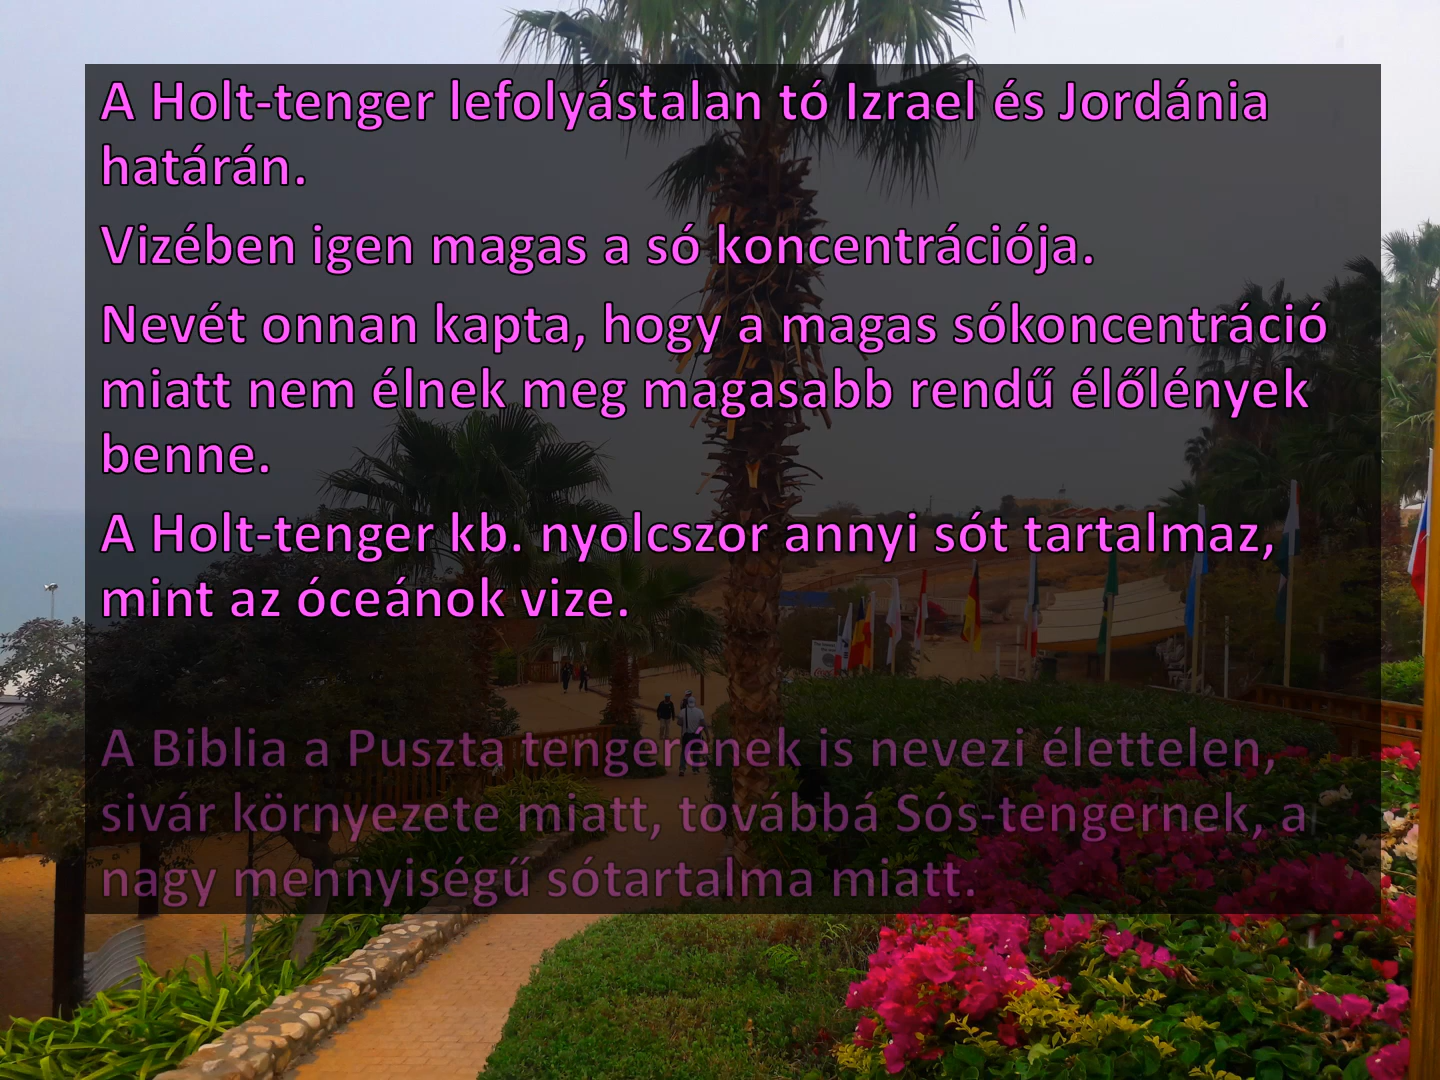 A Holt-tenger lefolyástalan tó Izrael és Jordánia
határán.
Vizében igen magas a só koncentrációja.
Nevét onnan kapta, hogy a magas sókoncentráció
miatt nem élnek meg magasabb rendű élőlények
benne.
A Holt-tenger kb. nyolcszor annyi sót tartalmaz,
mint az óceánok vize.
A Biblia a Puszta tengerének is nevezi élettelen,
sivár környezete miatt, továbbá Sós-tengernek, a
nagy mennyiségű sótartalma miatt.